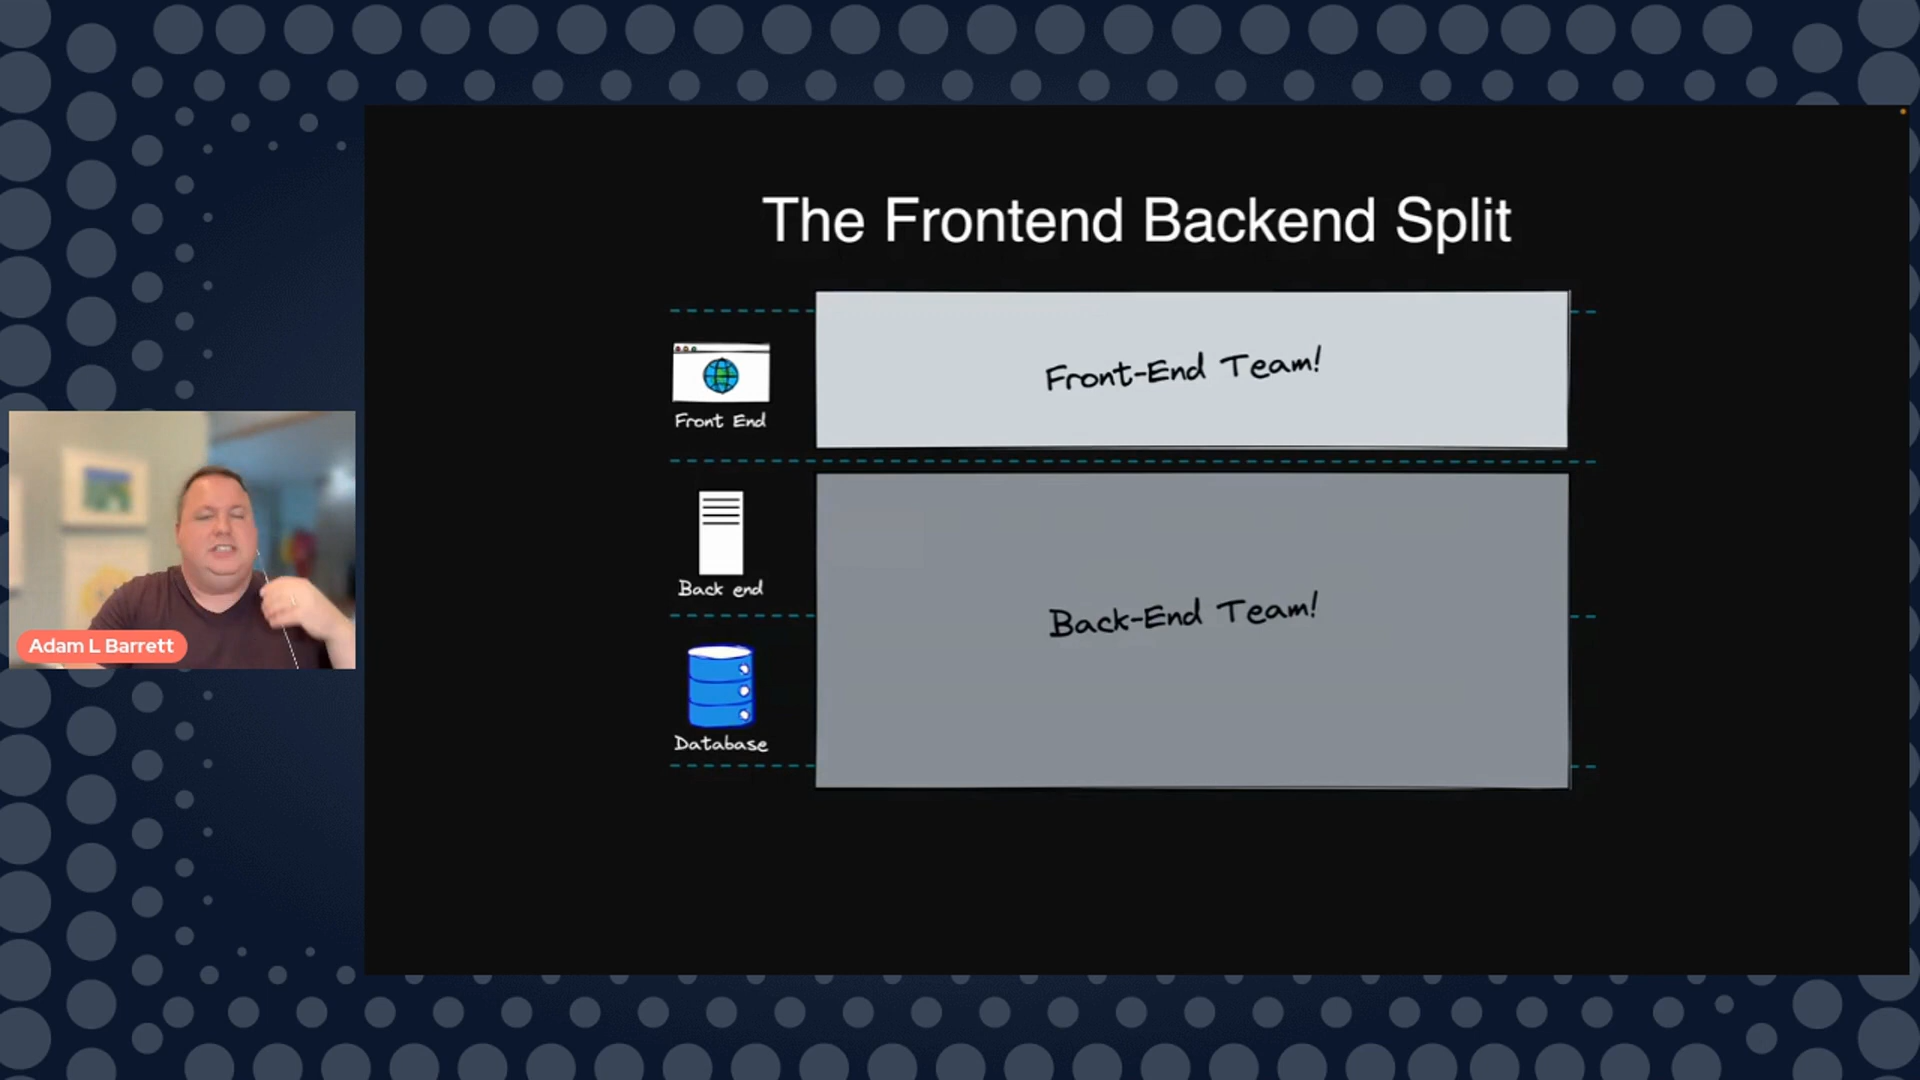 The Frontend Backend Split
Front-End Team!
Front End
Back end
Back-End Team!
Adam L Barrett
Database